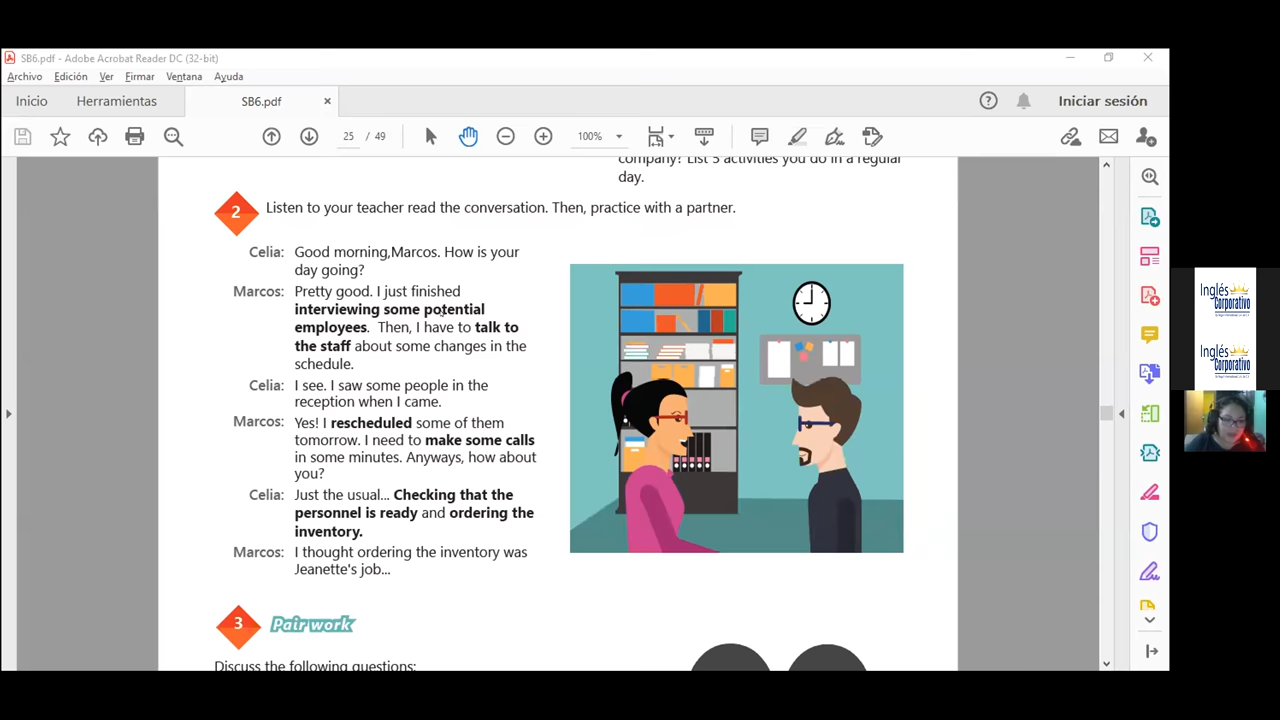 SB6.pdf - Adobe Acrobat Reader DC (32-bit)
Archivo Edición Ver Firmar Ventana Ayuda
Inicio Herramientas SB6.pdf × Iniciar sesión
25 / 49 100%
company? List 5 activities you do in a regular
day.
2 Listen to your teacher read the conversation. Then, practice with a partner.
Celia: Good morning,Marcos. How is your
day going?
Marcos: Pretty good. I just finished
interviewing some potential
employees. Then, I have to talk to
the staff about some changes in the
schedule.
Celia: I see. I saw some people in the
reception when I came.
Marcos: Yes! I rescheduled some of them
tomorrow. I need to make some calls
in some minutes. Anyways, how about
you?
Celia: Just the usual... Checking that the
personnel is ready and ordering the
inventory.
Marcos: I thought ordering the inventory was
Jeanette's job...
3 Pair work
Discuss the following questions:
Inglés
Corporativo
Inglés
Corporativo